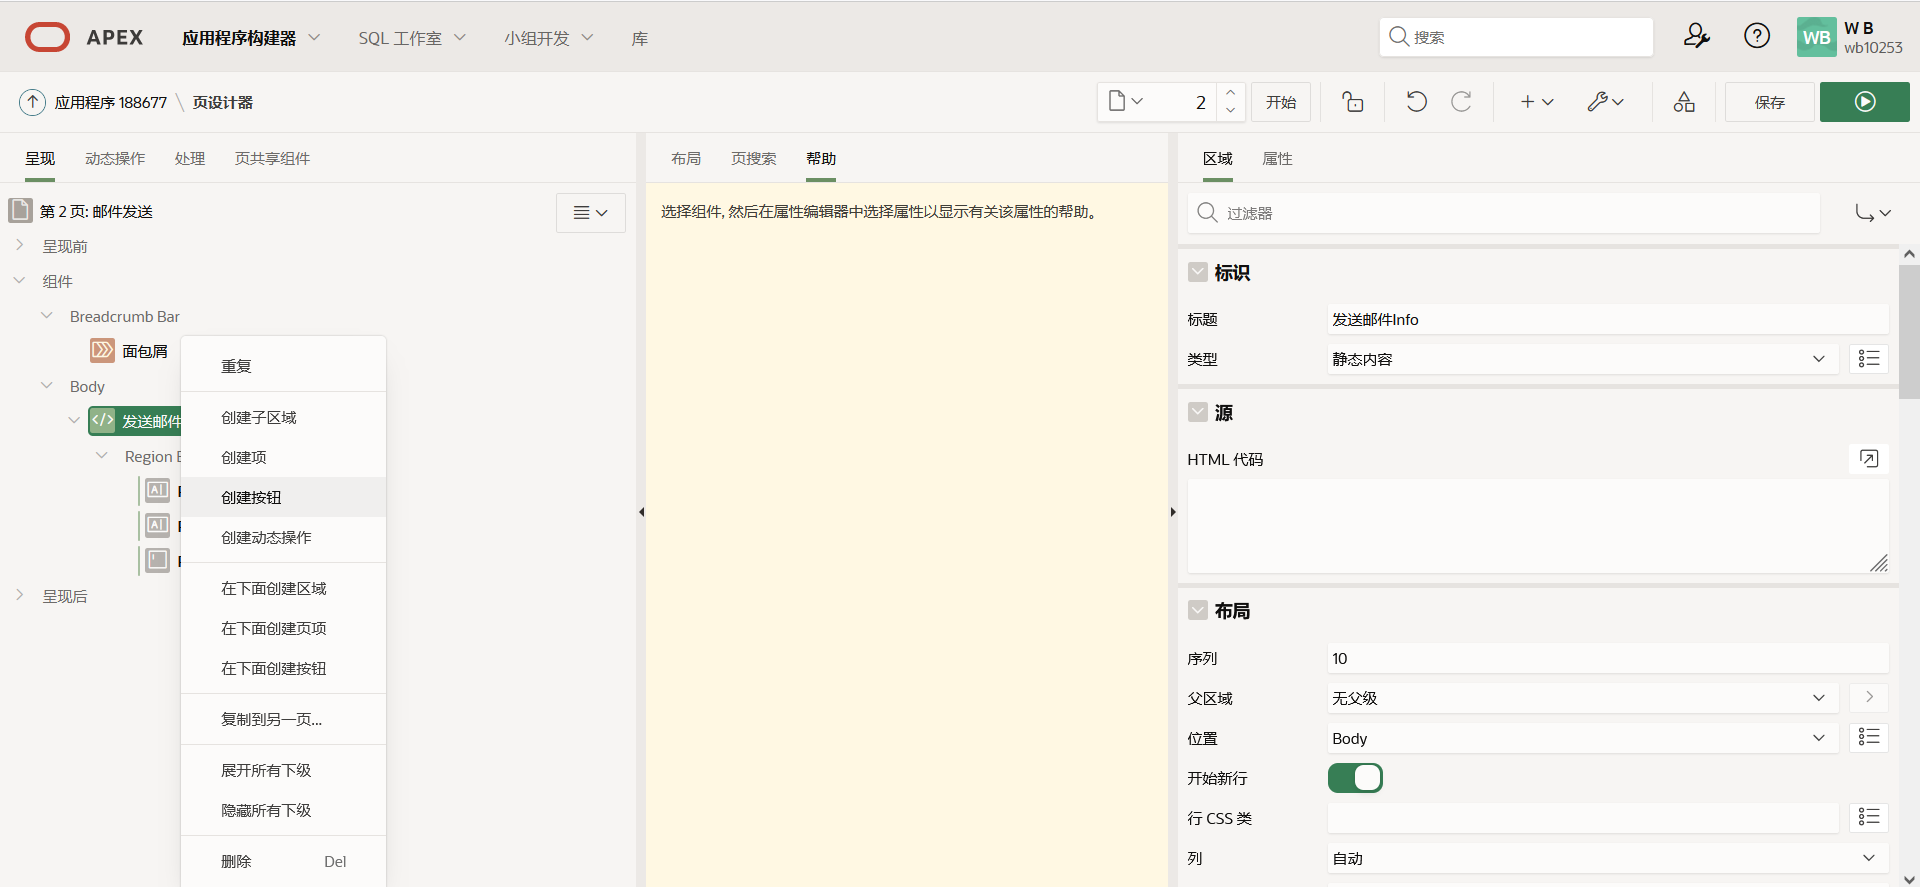 APEX
应用程序构建器
SQL 工作室
小组开发
库
搜索
WB
W B
wb10253
应用程序 188677 \ 页设计器
2
开始
保存
呈现
动态操作
处理
页共享组件
布局
页搜索
帮助
区域
属性
第 2 页: 邮件发送
呈现前
组件
Breadcrumb Bar
面包屑
Body
发送邮件
Region
呈现后
重复
创建子区域
创建项
创建按钮
创建动态操作
在下面创建区域
在下面创建页项
在下面创建按钮
复制到另一页...
展开所有下级
隐藏所有下级
删除 Del
选择组件, 然后在属性编辑器中选择属性以显示有关该属性的帮助。
过滤器
标识
标题 发送邮件Info
类型 静态内容
源
HTML 代码
布局
序列 10
父区域 无父级
位置 Body
开始新行
行 CSS 类
列 自动